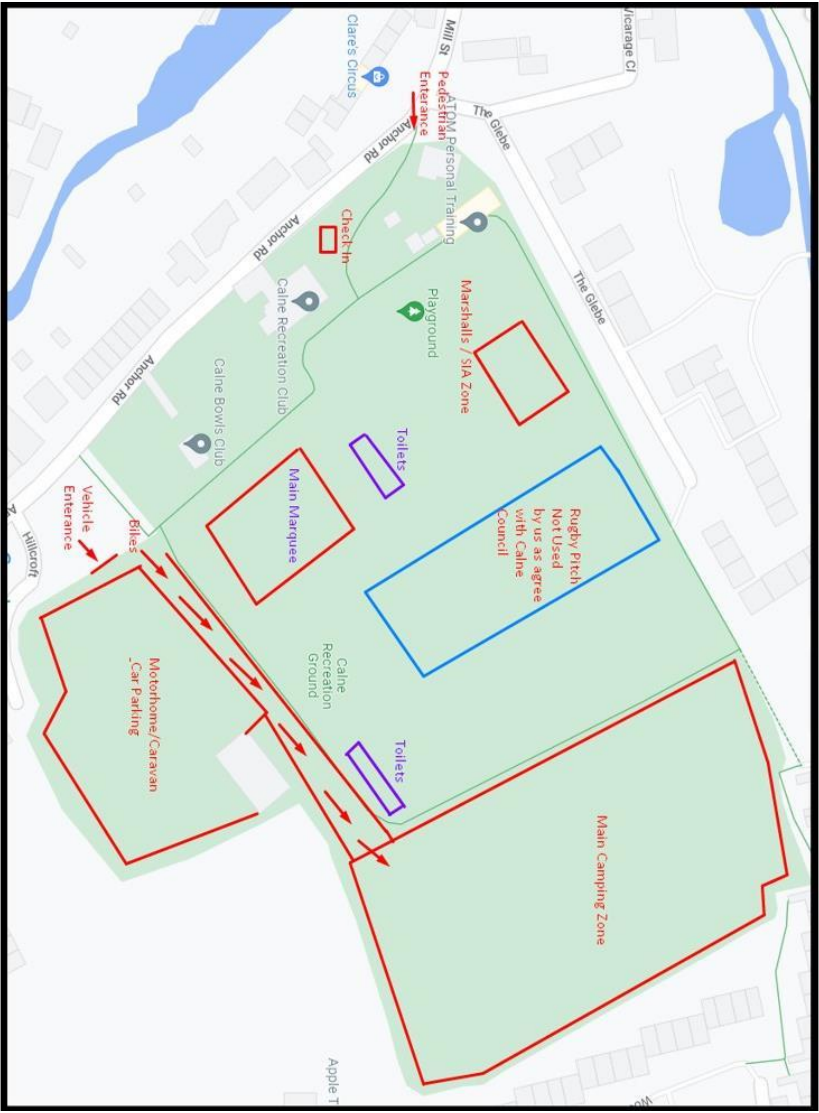 Vicarage Cl
Main Camping Zone
The Glebe
Rugby Pitch
Not Used
by us as agree
with Calne
Council
The Glebe
Marshalls / SIA Zone
ATOM Personal Training
Mill St
Pedestrian
Enterance
Playground
Toilets
Toilets
Anchor Rd
Clare's Circus
Check In
Calne
Recreation
Ground
Apple T
Main Marquee
Anchor Rd
Calne Recreation Club
Calne Bowls Club
Motorhome/Caravan
_Car Parking
Anchor Rd
Bikes
Vehicle
Enterance
Hillcroft